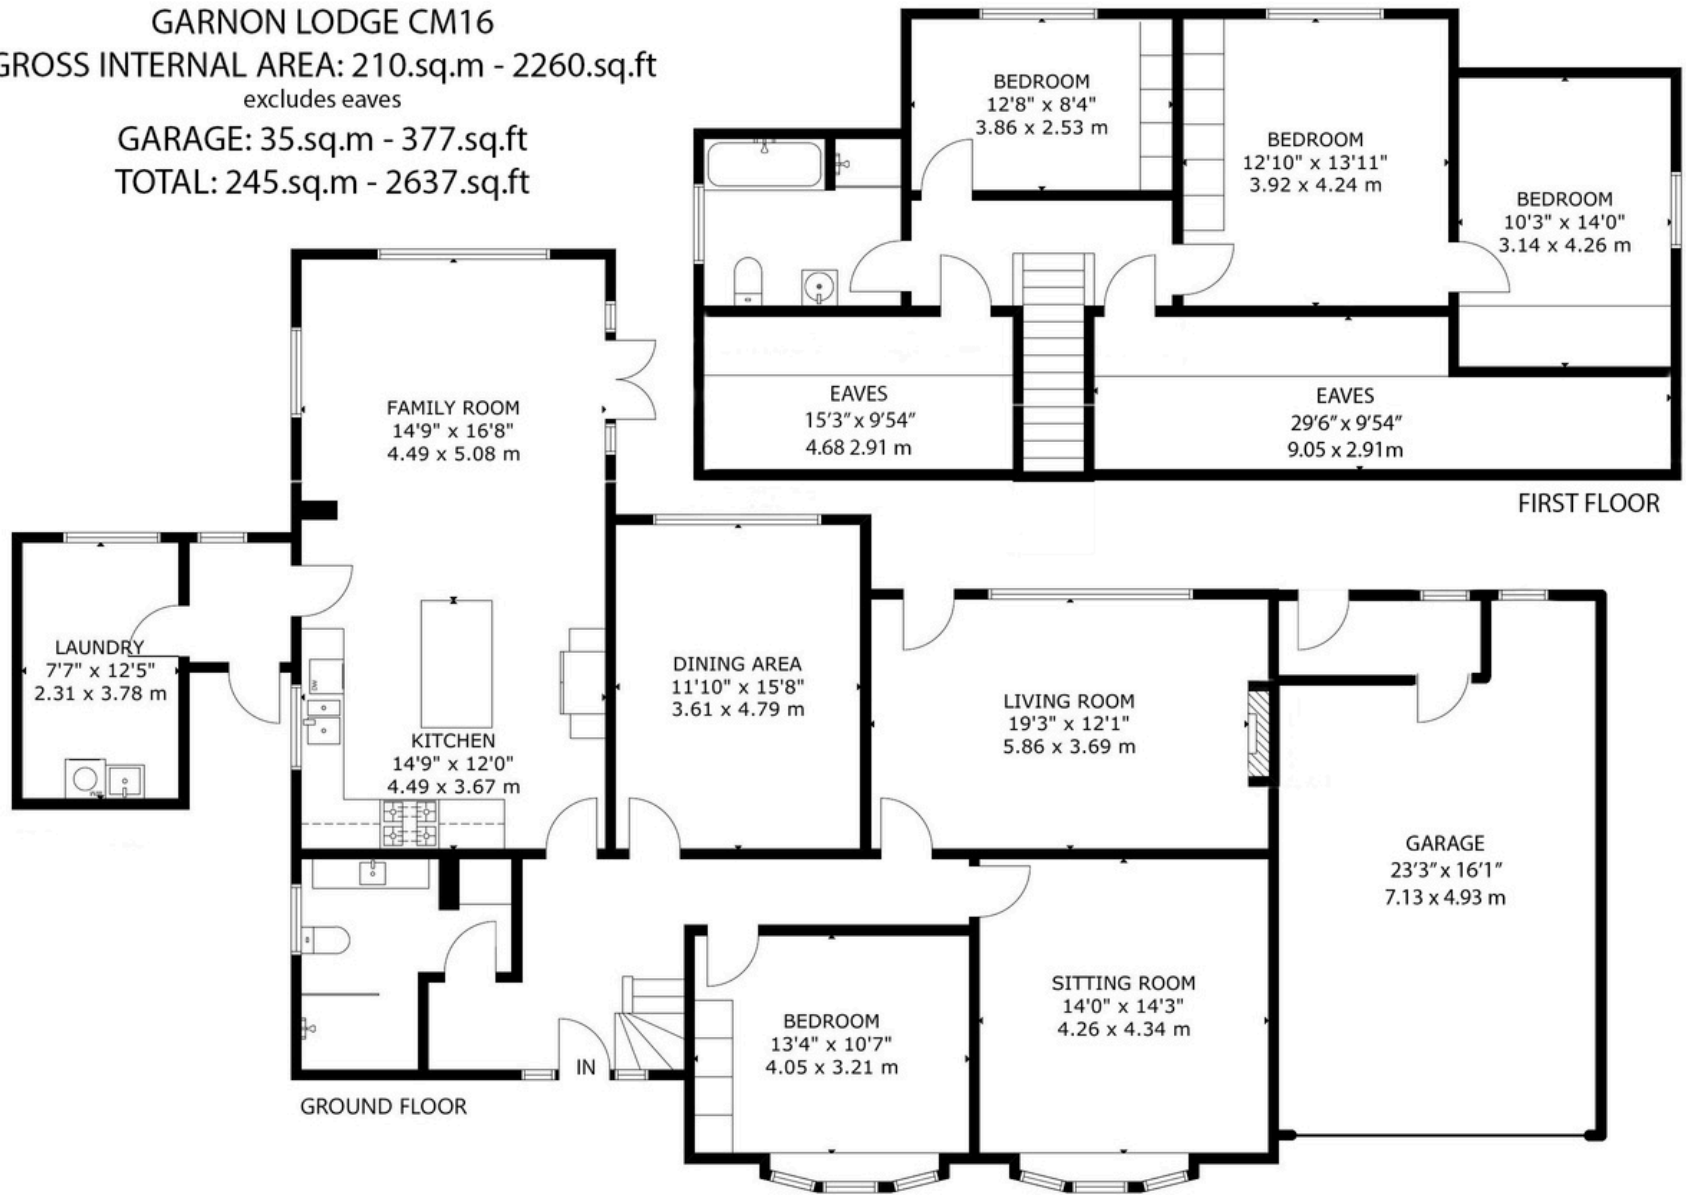 GARNON LODGE CM16
GROSS INTERNAL AREA: 210.sq.m - 2260.sq.ft
excludes eaves
GARAGE: 35.sq.m - 377.sq.ft
TOTAL: 245.sq.m - 2637.sq.ft
BEDROOM
12'8" x 8'4"
3.86 x 2.53 m
BEDROOM
12'10" x 13'11"
3.92 x 4.24 m
BEDROOM
10'3" x 14'0"
3.14 x 4.26 m
EAVES
15'3" x 9'54"
4.68 2.91 m
EAVES
29'6" x 9'54"
9.05 x 2.91m
FIRST FLOOR
FAMILY ROOM
14'9" x 16'8"
4.49 x 5.08 m
LAUNDRY
7'7" x 12'5"
2.31 x 3.78 m
DW
KITCHEN
14'9" x 12'0"
4.49 x 3.67 m
DINING AREA
11'10" x 15'8"
3.61 x 4.79 m
LIVING ROOM
19'3" x 12'1"
5.86 x 3.69 m
GARAGE
23'3" x 16'1"
7.13 x 4.93 m
SITTING ROOM
14'0" x 14'3"
4.26 x 4.34 m
BEDROOM
13'4" x 10'7"
4.05 x 3.21 m
IN
GROUND FLOOR